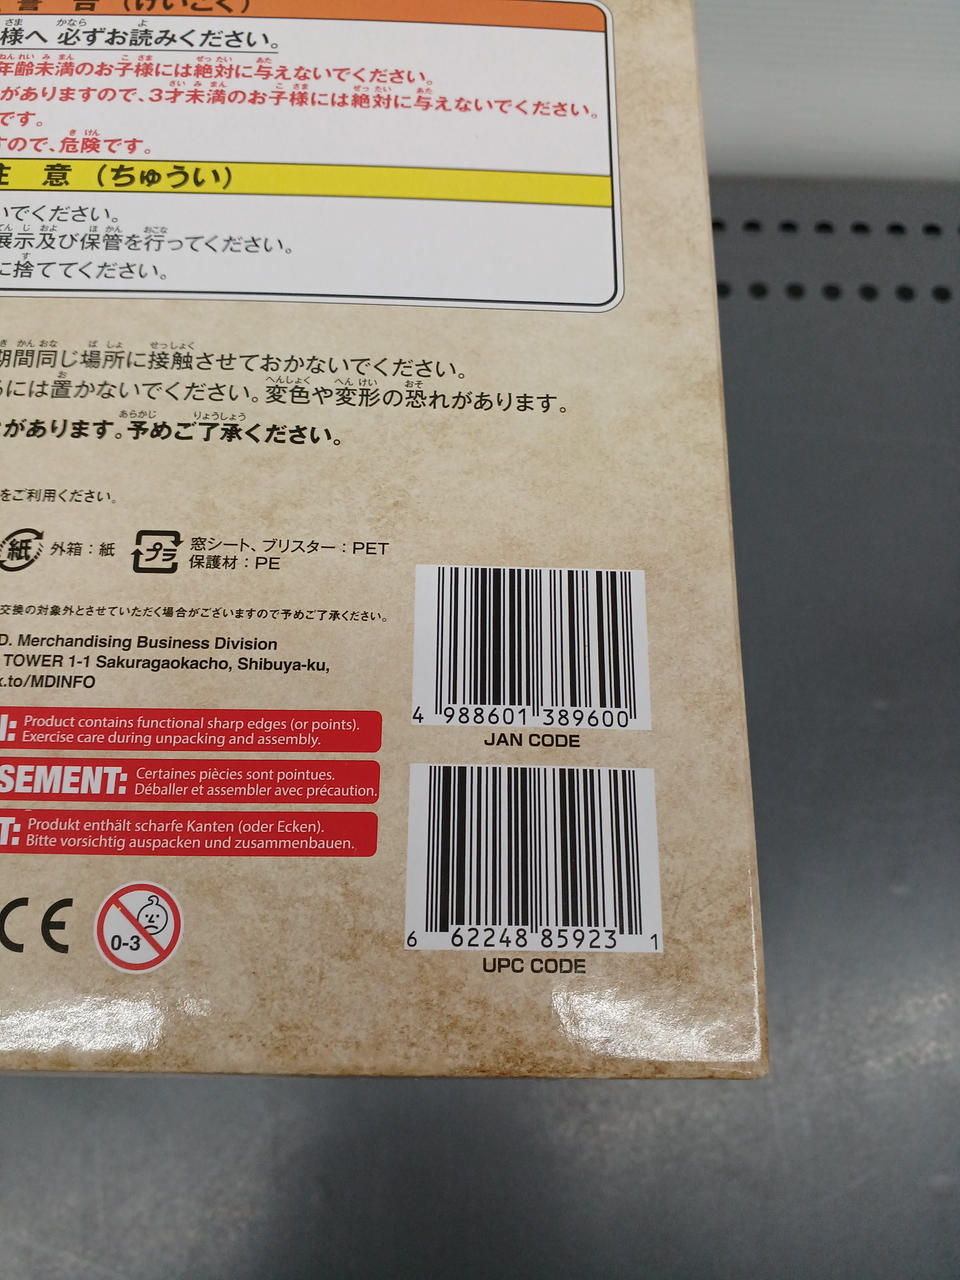 警 告（けいこく）
様へ 必ずお読みください。
年齢未満のお子様には絶対に与えないでください。
がありますので、3才未満のお子様には絶対に与えないでください。
です。
すので、危険です。
注 意（ちゅうい）
いでください。
展示及び保管を行ってください。
に捨ててください。
期間同じ場所に接触させておかないでください。
るには置かないでください。変色や変形の恐れがあります。
とがあります。予めご了承ください。
をご利用ください。
紙 外箱：紙
プラ 窓シート、ブリスター：PET
保護材：PE
交換の対象外とさせていただく場合がございますので予めご了承ください。
D. Merchandising Business Division
TOWER 1-1 Sakuragaokacho, Shibuya-ku,
x.to/MDINFO
4 988601 389600
JAN CODE
: Product contains functional sharp edges (or points).
Exercise care during unpacking and assembly.
SEMENT: Certaines pièces sont pointues.
Déballer et assembler avec précaution.
T: Produkt enthält scharfe Kanten (oder Ecken).
Bitte vorsichtig auspacken und zusammenbauen.
6 62248 85923 1
UPC CODE
CE
0-3